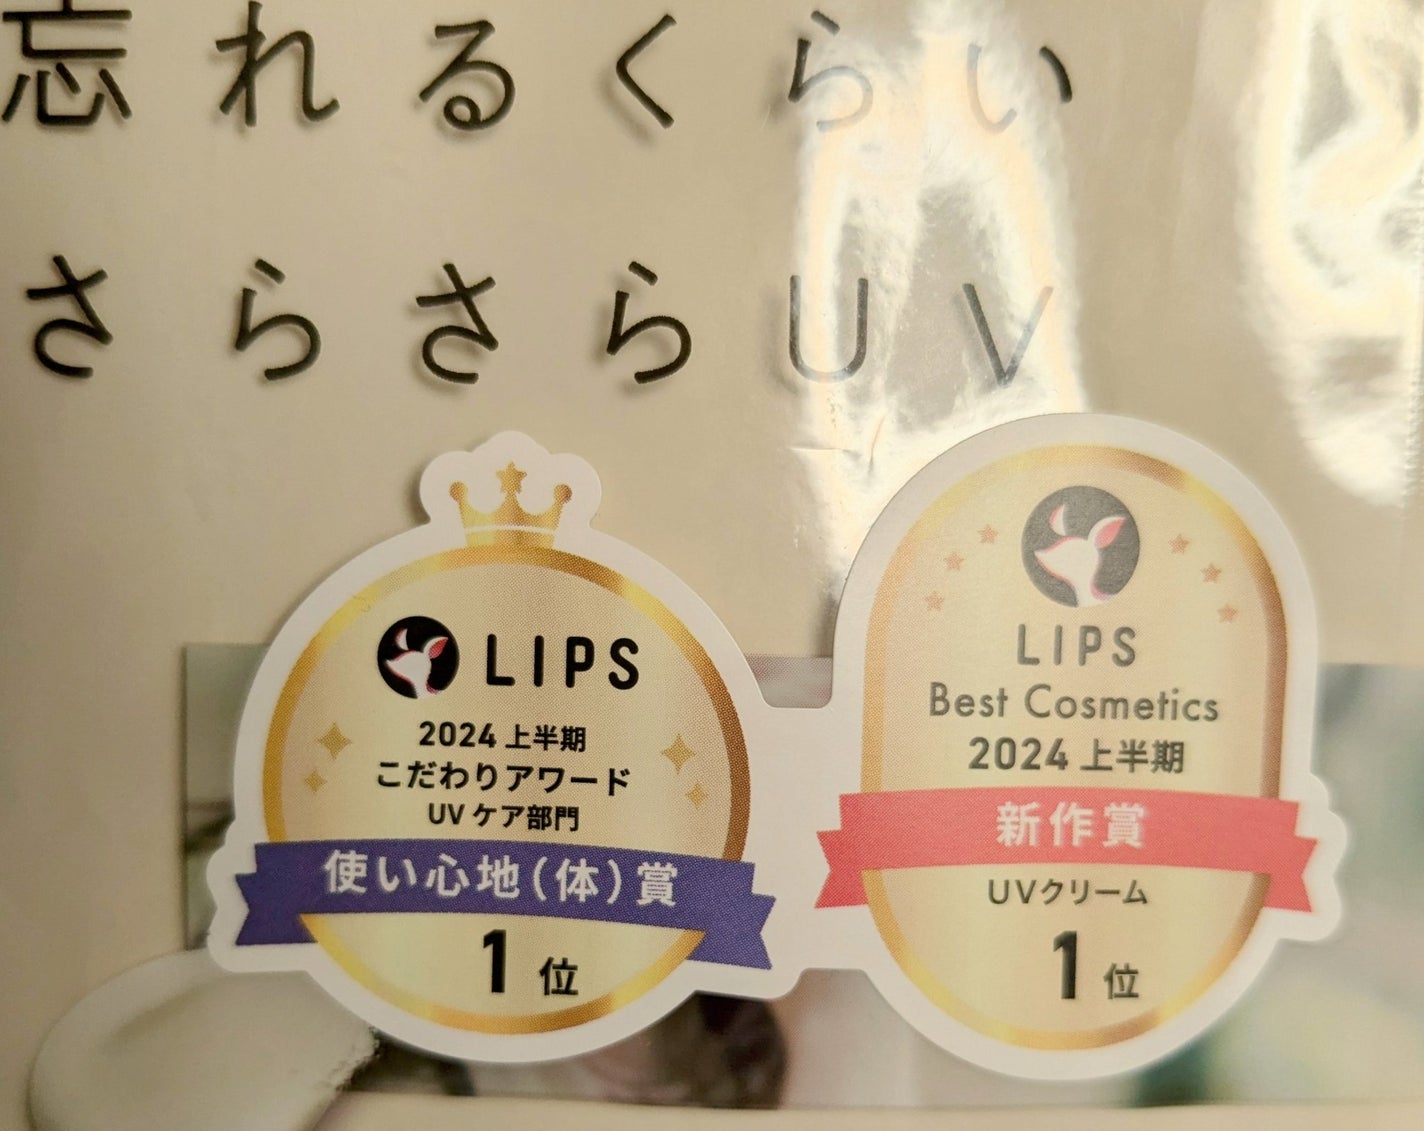 忘れるくらい
さらさらUV
LIPS
2024 上半期
こだわりアワード
UV ケア部門
使い心地(体)賞
1位
LIPS
Best Cosmetics
2024 上半期
新作賞
UVクリーム
1位